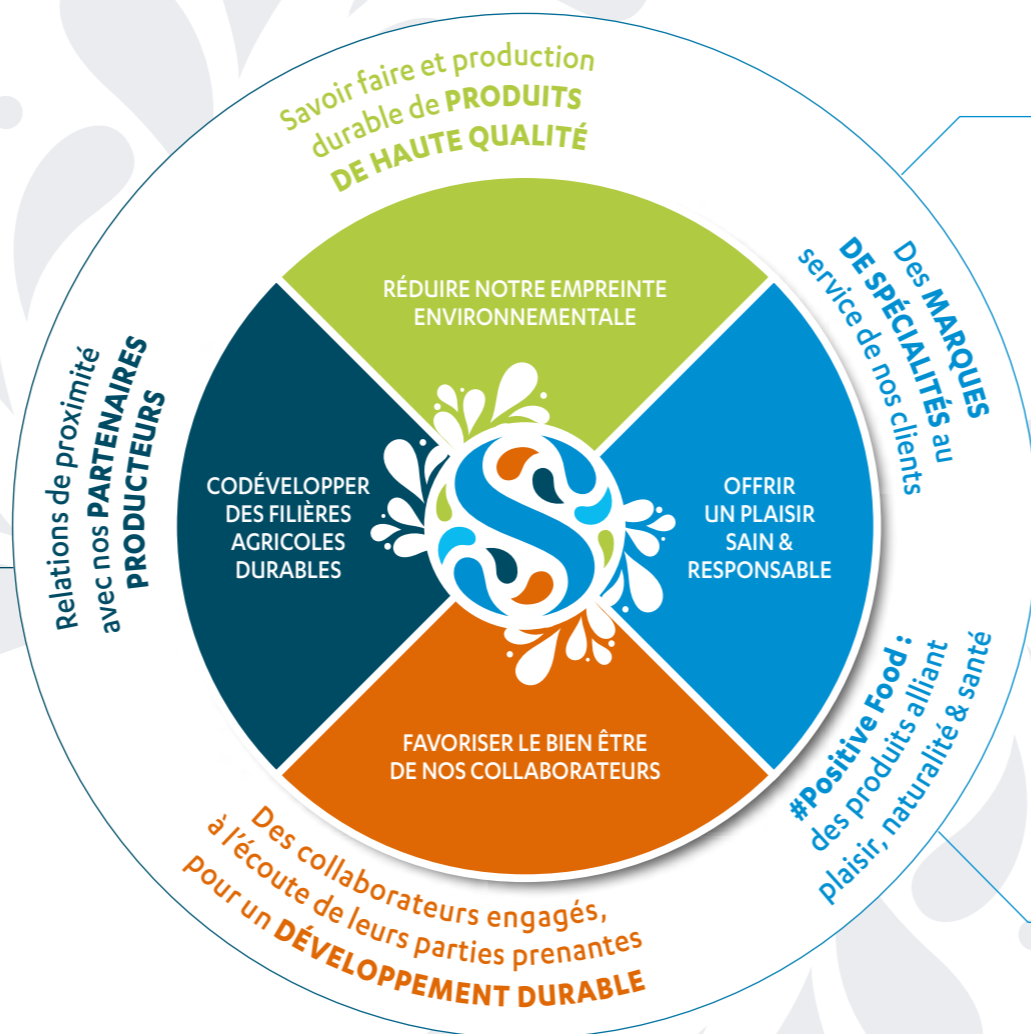 Savoir faire et production
durable de PRODUITS
DE HAUTE QUALITÉ
Des MARQUES
DE SPÉCIALITÉS au
service de nos clients
RÉDUIRE NOTRE EMPREINTE
ENVIRONNEMENTALE
Relations de proximité
avec nos PARTENAIRES
PRODUCTEURS
CODÉVELOPPER
DES FILIÈRES
AGRICOLES
DURABLES
OFFRIR
UN PLAISIR
SAIN &
RESPONSABLE
FAVORISER LE BIEN ÊTRE
DE NOS COLLABORATEURS
#Positive Food :
des produits alliant
plaisir, naturalité & santé
Des collaborateurs engagés,
à l'écoute de leurs parties prenantes
pour un DÉVELOPPEMENT DURABLE